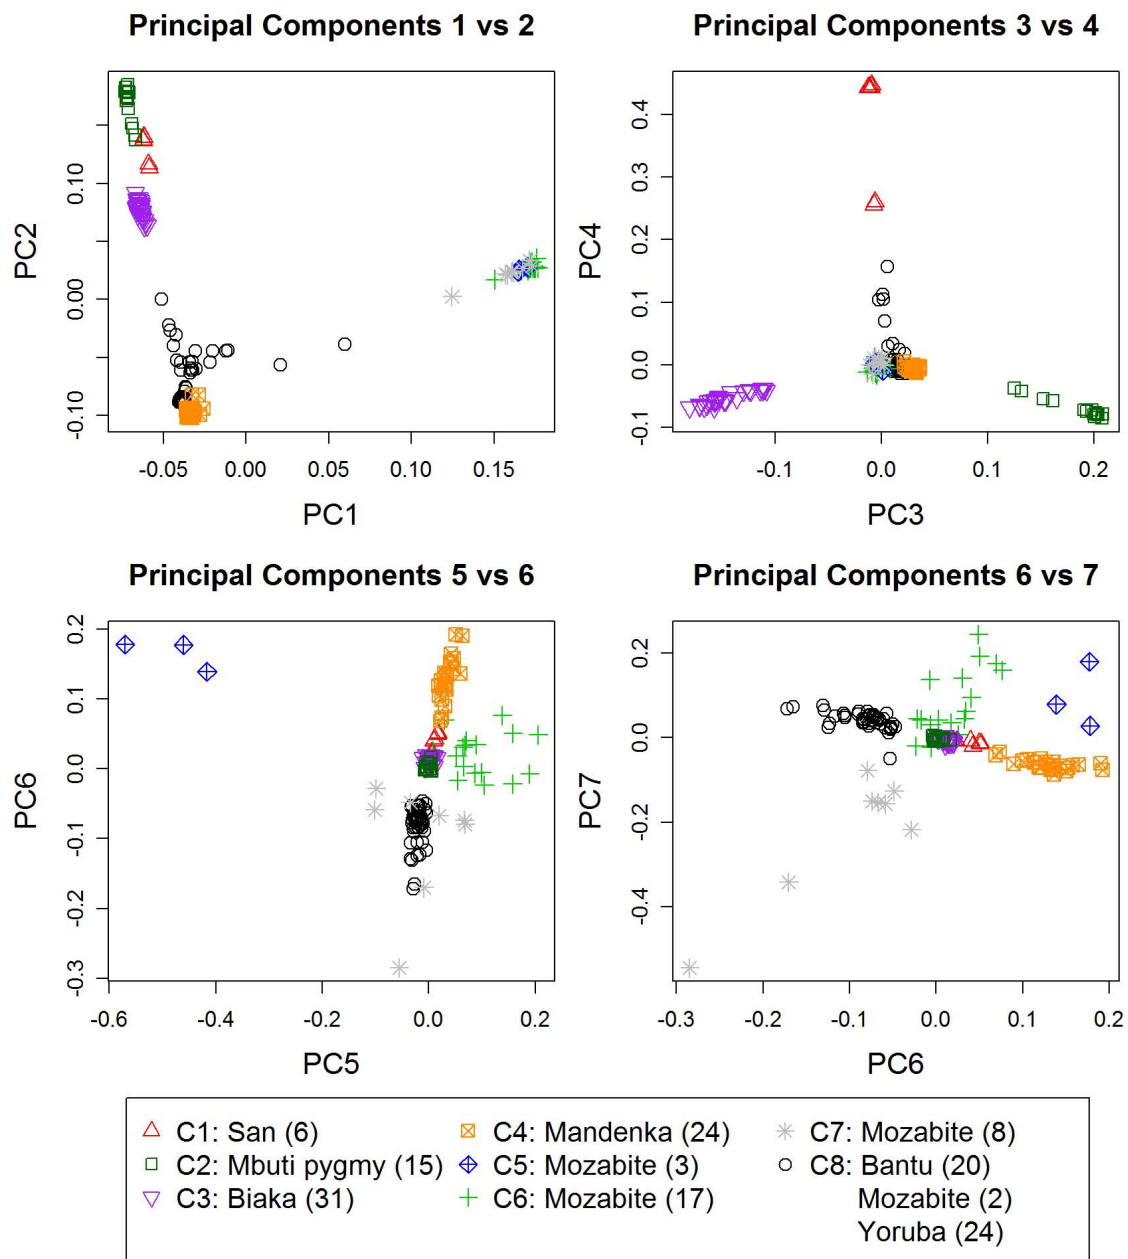 Principal Components 1 vs 2
0.10
0.00
-0.10
PC2
-0.05
0.00
0.05
0.10
0.15
PC1
Principal Components 3 vs 4
0.4
0.3
0.2
0.1
0.0
-0.1
PC4
-0.1
0.0
0.1
0.2
PC3
Principal Components 5 vs 6
0.2
0.1
0.0
-0.1
-0.2
-0.3
PC6
-0.6
-0.4
-0.2
0.0
0.2
PC5
Principal Components 6 vs 7
0.2
0.0
-0.2
-0.4
PC7
-0.3
-0.2
-0.1
0.0
0.1
0.2
PC6
C1: San (6)
C2: Mbuti pygmy (15)
C3: Biaka (31)
C4: Mandenka (24)
C5: Mozabite (3)
C6: Mozabite (17)
C7: Mozabite (8)
C8: Bantu (20)
Mozabite (2)
Yoruba (24)